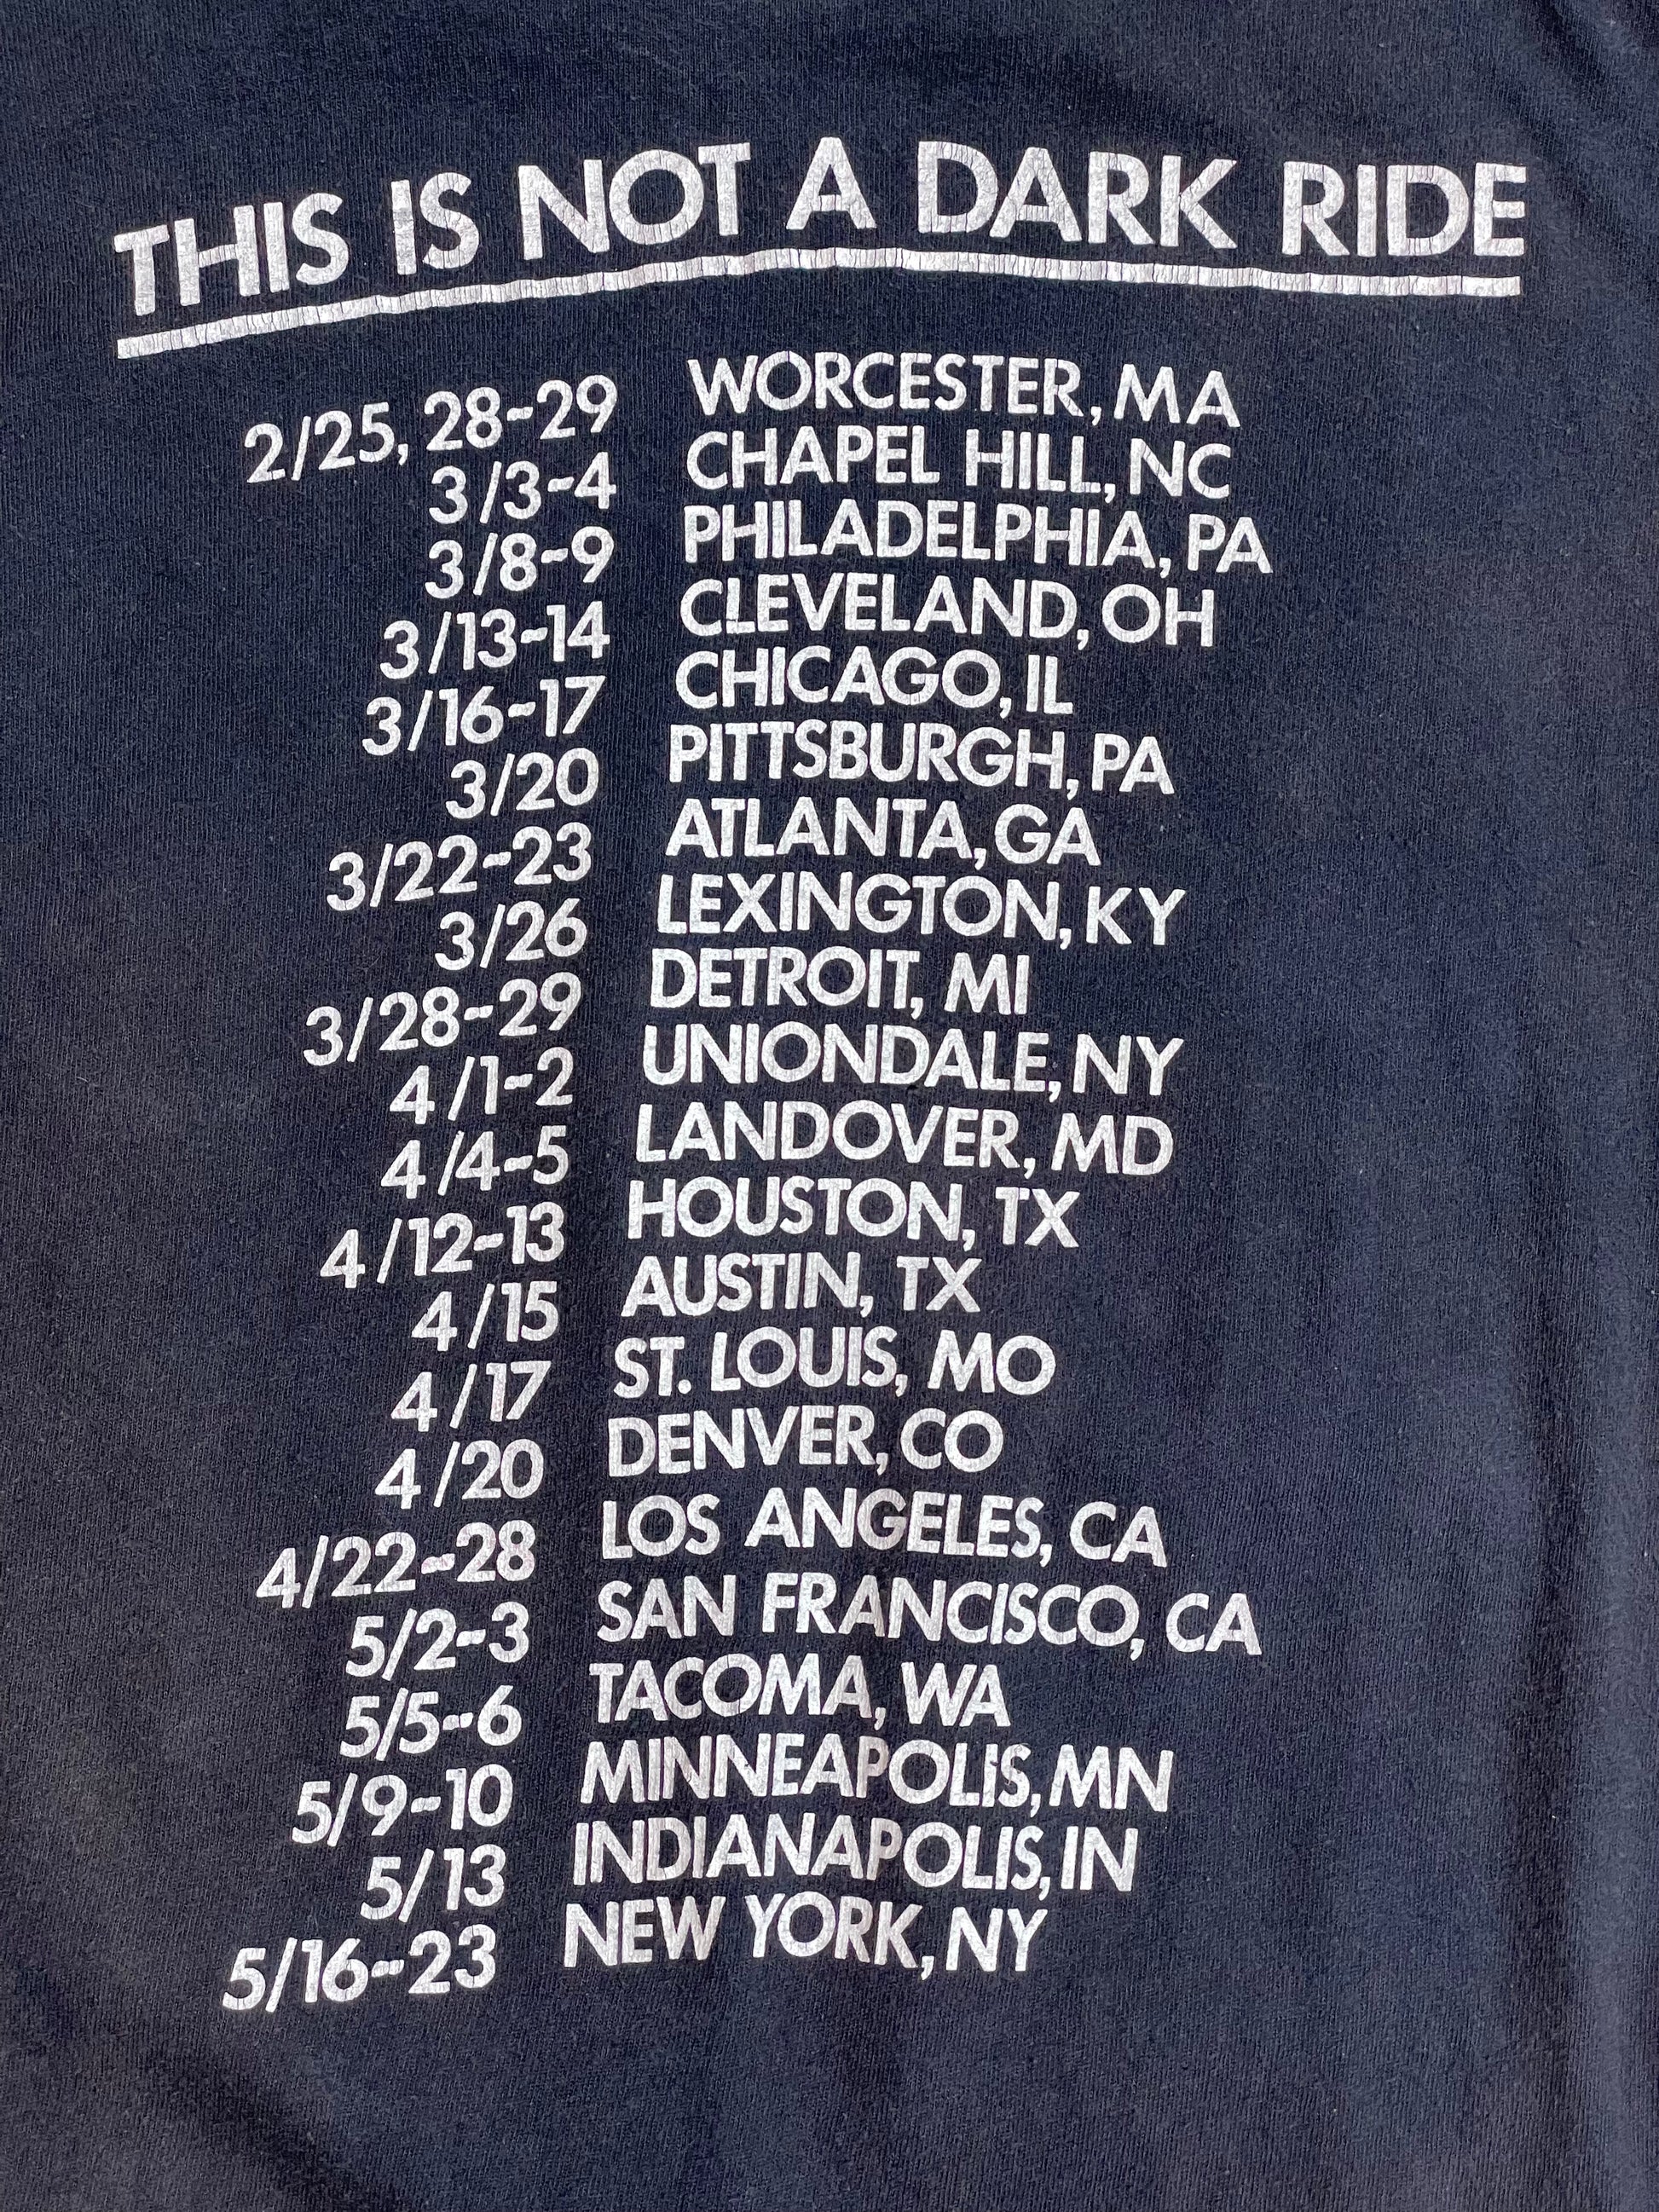 THIS IS NOT A DARK RIDE
2/25, 28-29 WORCESTER, MA
3/3-4 CHAPEL HILL, NC
3/8-9 PHILADELPHIA, PA
3/13-14 CLEVELAND, OH
3/16-17 CHICAGO, IL
3/20 PITTSBURGH, PA
3/22-23 ATLANTA, GA
3/26 LEXINGTON, KY
3/28-29 DETROIT, MI
4/1-2 UNIONDALE, NY
4/4-5 LANDOVER, MD
4/12-13 HOUSTON, TX
4/15 AUSTIN, TX
4/17 ST. LOUIS, MO
4/20 DENVER, CO
4/22-28 LOS ANGELES, CA
5/2-3 SAN FRANCISCO, CA
5/5-6 TACOMA, WA
5/9-10 MINNEAPOLIS, MN
5/13 INDIANAPOLIS, IN
5/16-23 NEW YORK, NY